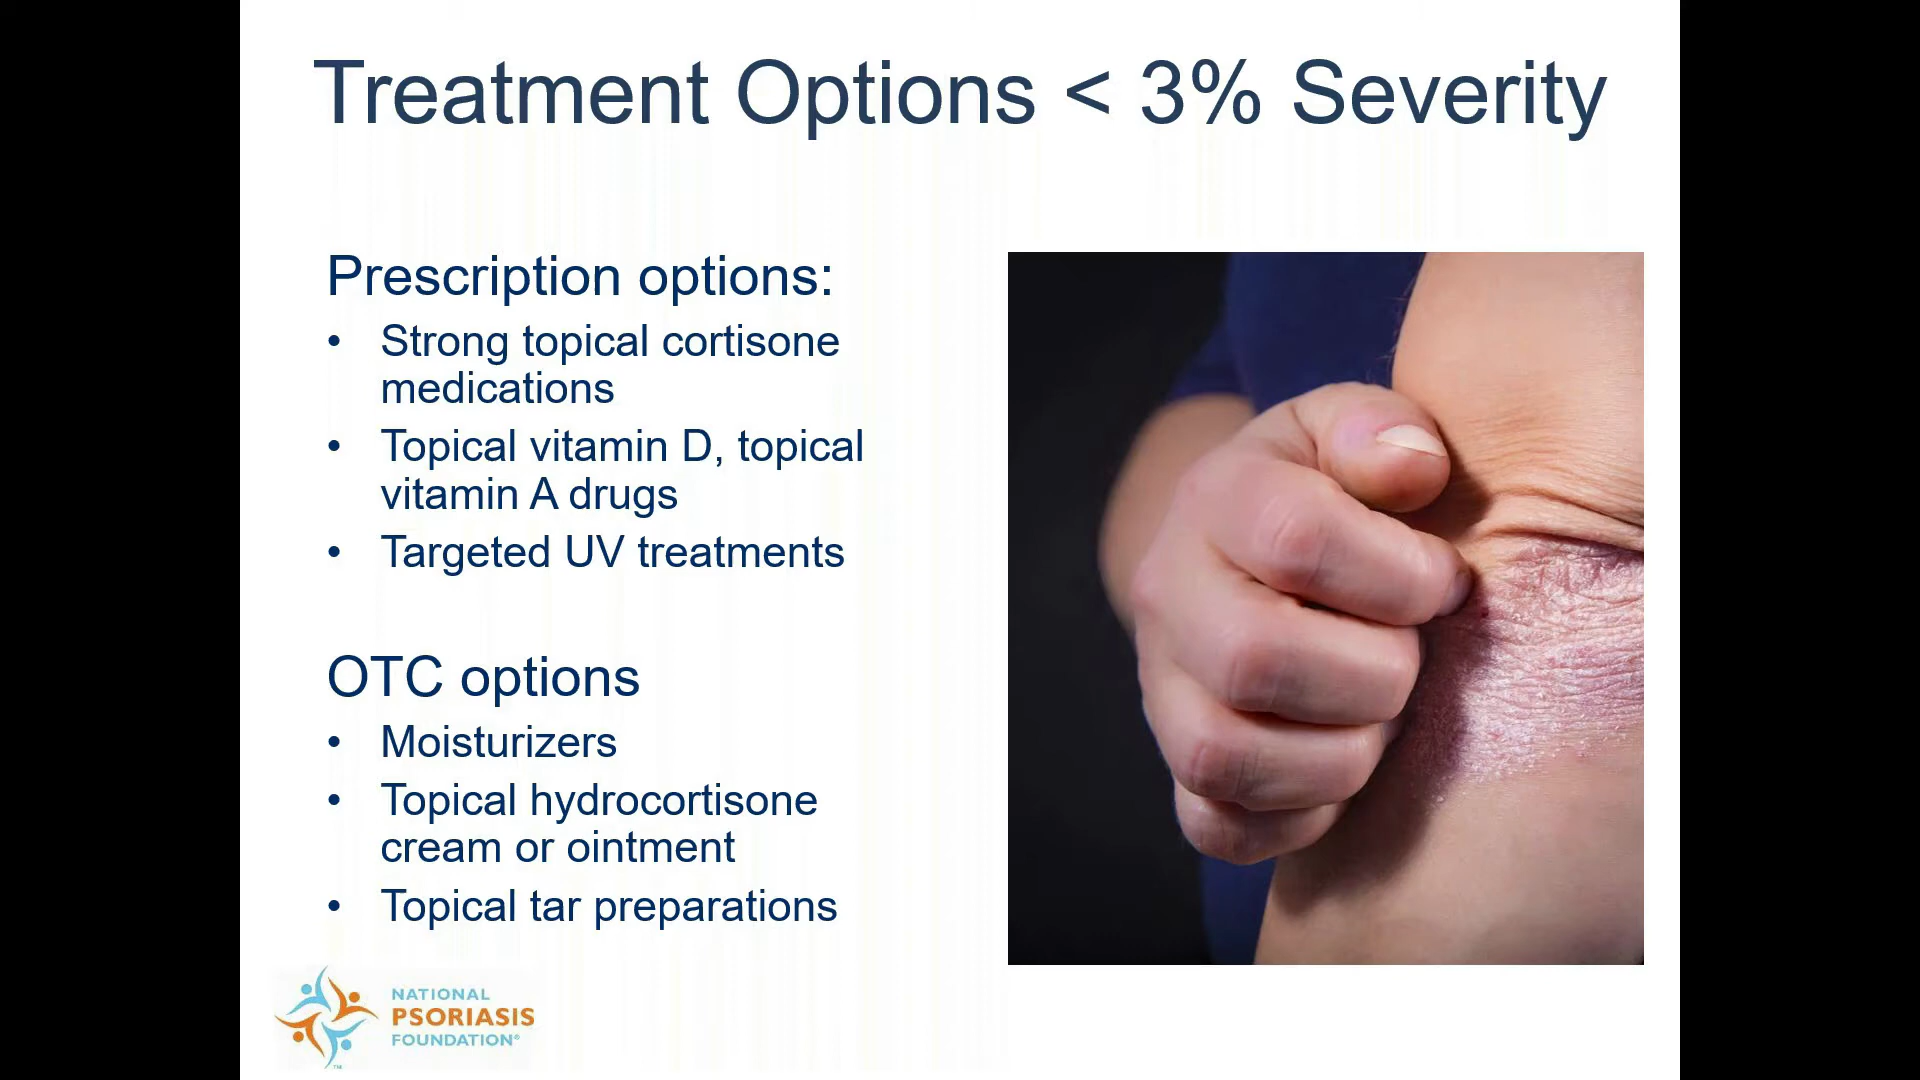 Treatment Options < 3% Severity
Prescription options:
• Strong topical cortisone
medications
• Topical vitamin D, topical
vitamin A drugs
• Targeted UV treatments
OTC options
• Moisturizers
• Topical hydrocortisone
cream or ointment
• Topical tar preparations
NATIONAL
PSORIASIS
FOUNDATION®
™